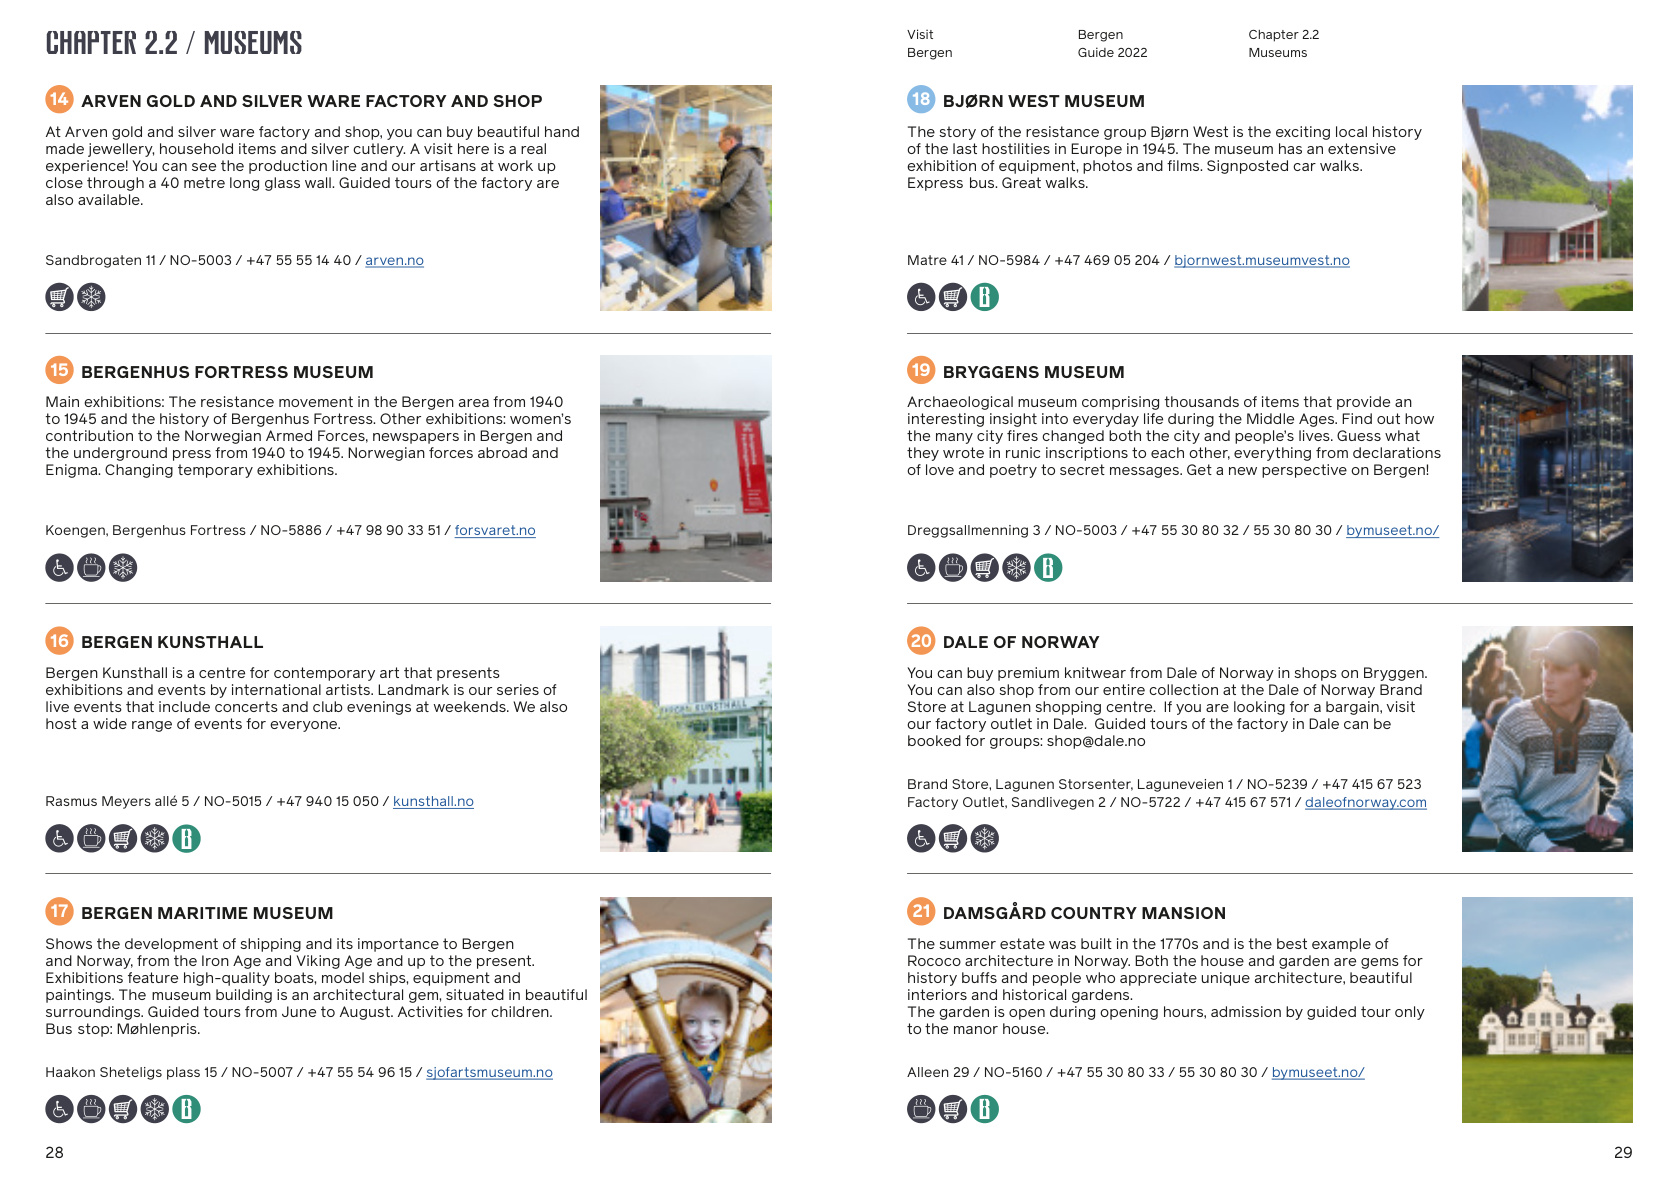 CHAPTER 2.2 / MUSEUMS
14 ARVEN GOLD AND SILVER WARE FACTORY AND SHOP
At Arven gold and silver ware factory and shop, you can buy beautiful hand
made jewellery, household items and silver cutlery. A visit here is a real
experience! You can see the production line and our artisans at work up
close through a 40 metre long glass wall. Guided tours of the factory are
also available.
Sandbrogaten 11 / NO-5003 / +47 55 55 14 40 / arven.no
15 BERGENHUS FORTRESS MUSEUM
Main exhibitions: The resistance movement in the Bergen area from 1940
to 1945 and the history of Bergenhus Fortress. Other exhibitions: women's
contribution to the Norwegian Armed Forces, newspapers in Bergen and
the underground press from 1940 to 1945. Norwegian forces abroad and
Enigma. Changing temporary exhibitions.
Koengen, Bergenhus Fortress / NO-5886 / +47 98 90 33 51 / forsvaret.no
16 BERGEN KUNSTHALL
Bergen Kunsthall is a centre for contemporary art that presents
exhibitions and events by international artists. Landmark is our series of
live events that include concerts and club evenings at weekends. We also
host a wide range of events for everyone.
KUNSTHALL
Rasmus Meyers allé 5 / NO-5015 / +47 940 15 050 / kunsthall.no
B
17 BERGEN MARITIME MUSEUM
Shows the development of shipping and its importance to Bergen
and Norway, from the Iron Age and Viking Age and up to the present.
Exhibitions feature high-quality boats, model ships, equipment and
paintings. The museum building is an architectural gem, situated in beautiful
surroundings. Guided tours from June to August. Activities for children.
Bus stop: Møhlenpris.
Haakon Sheteligs plass 15 / NO-5007 / +47 55 54 96 15 / sjofartsmuseum.no
B
28
Visit Bergen Chapter 2.2
Bergen Guide 2022 Museums
18 BJØRN WEST MUSEUM
The story of the resistance group Bjørn West is the exciting local history
of the last hostilities in Europe in 1945. The museum has an extensive
exhibition of equipment, photos and films. Signposted car walks.
Express bus. Great walks.
Matre 41 / NO-5984 / +47 469 05 204 / bjornwest.museumvest.no
B
19 BRYGGENS MUSEUM
Archaeological museum comprising thousands of items that provide an
interesting insight into everyday life during the Middle Ages. Find out how
the many city fires changed both the city and people's lives. Guess what
they wrote in runic inscriptions to each other, everything from declarations
of love and poetry to secret messages. Get a new perspective on Bergen!
Dreggsallmenning 3 / NO-5003 / +47 55 30 80 32 / 55 30 80 30 / bymuseet.no/
B
20 DALE OF NORWAY
You can buy premium knitwear from Dale of Norway in shops on Bryggen.
You can also shop from our entire collection at the Dale of Norway Brand
Store at Lagunen shopping centre. If you are looking for a bargain, visit
our factory outlet in Dale. Guided tours of the factory in Dale can be
booked for groups: shop@dale.no
Brand Store, Lagunen Storsenter, Laguneveien 1 / NO-5239 / +47 415 67 523
Factory Outlet, Sandlivegen 2 / NO-5722 / +47 415 67 571 / daleofnorway.com
21 DAMSGÅRD COUNTRY MANSION
The summer estate was built in the 1770s and is the best example of
Rococo architecture in Norway. Both the house and garden are gems for
history buffs and people who appreciate unique architecture, beautiful
interiors and historical gardens.
The garden is open during opening hours, admission by guided tour only
to the manor house.
Alleen 29 / NO-5160 / +47 55 30 80 33 / 55 30 80 30 / bymuseet.no/
B
29